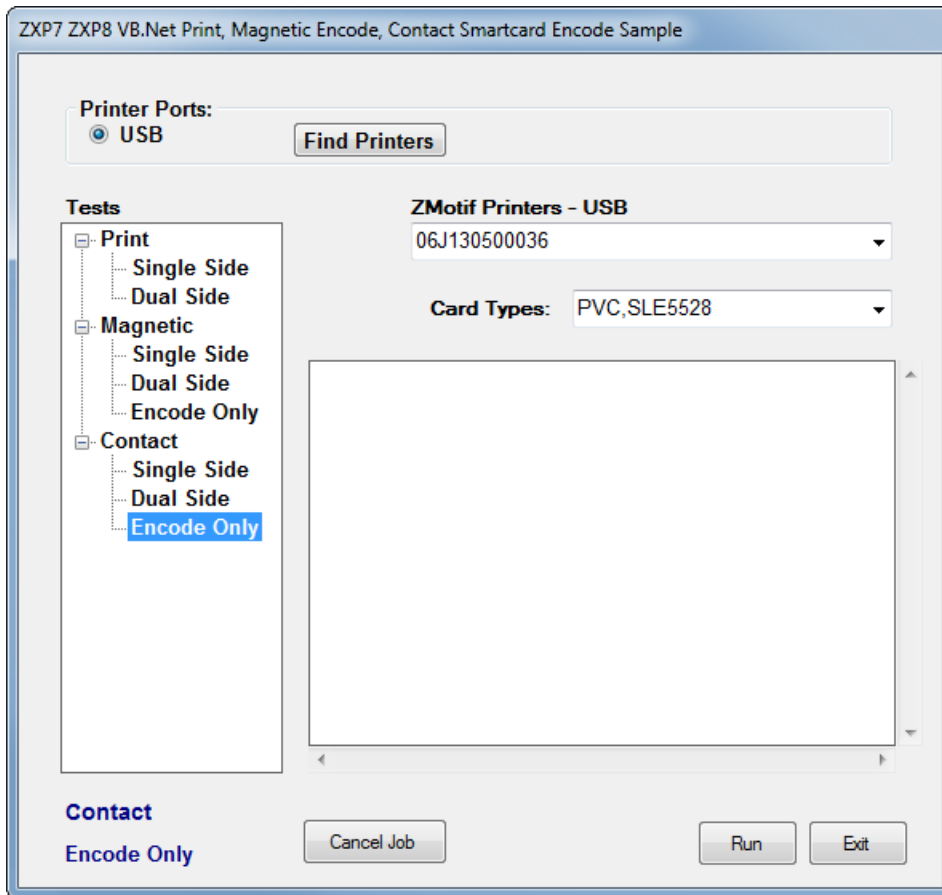 ZXP7 ZXP8 VB.Net Print, Magnetic Encode, Contact Smartcard Encode Sample
Printer Ports:
USB
Find Printers
Tests
Print
Single Side
Dual Side
Magnetic
Single Side
Dual Side
Encode Only
Contact
Single Side
Dual Side
Encode Only
ZMotif Printers - USB
06J130500036
Card Types: PVC,SLE5528
Contact
Encode Only
Cancel Job
Run
Exit